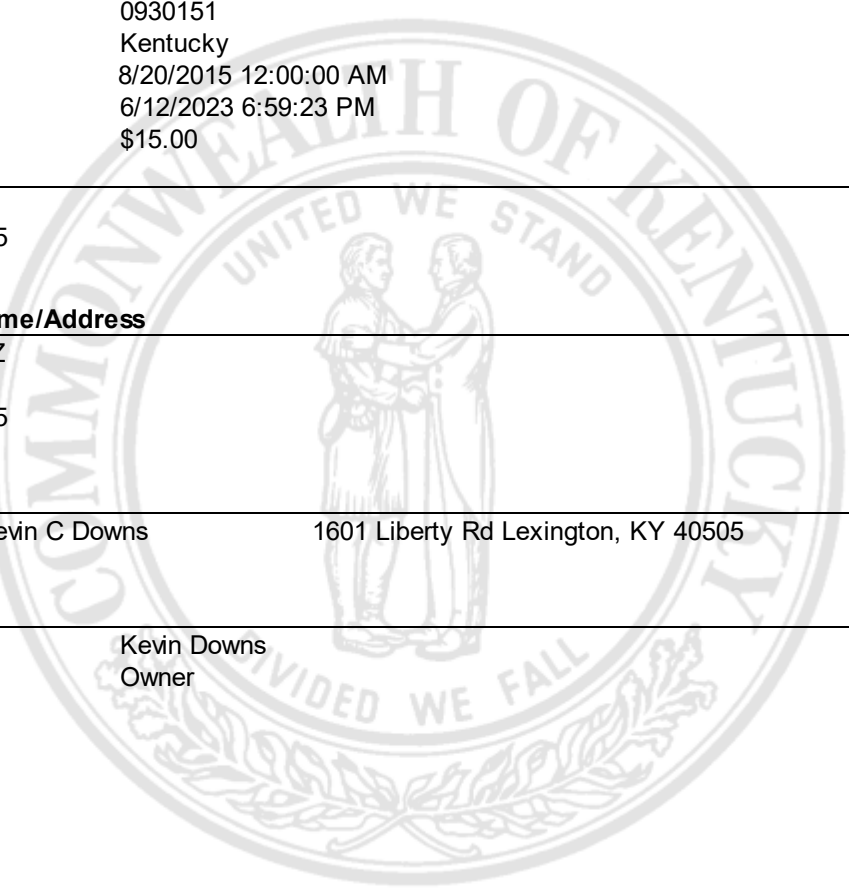 0930151
Kentucky
8/20/2015 12:00:00 AM
6/12/2023 6:59:23 PM
$15.00
5
me/Address
Z
5
evin C Downs 1601 Liberty Rd Lexington, KY 40505
Kevin Downs
Owner
COMMONWEALTH OF KENTUCKY
UNITED WE STAND
DIVIDED WE FALL